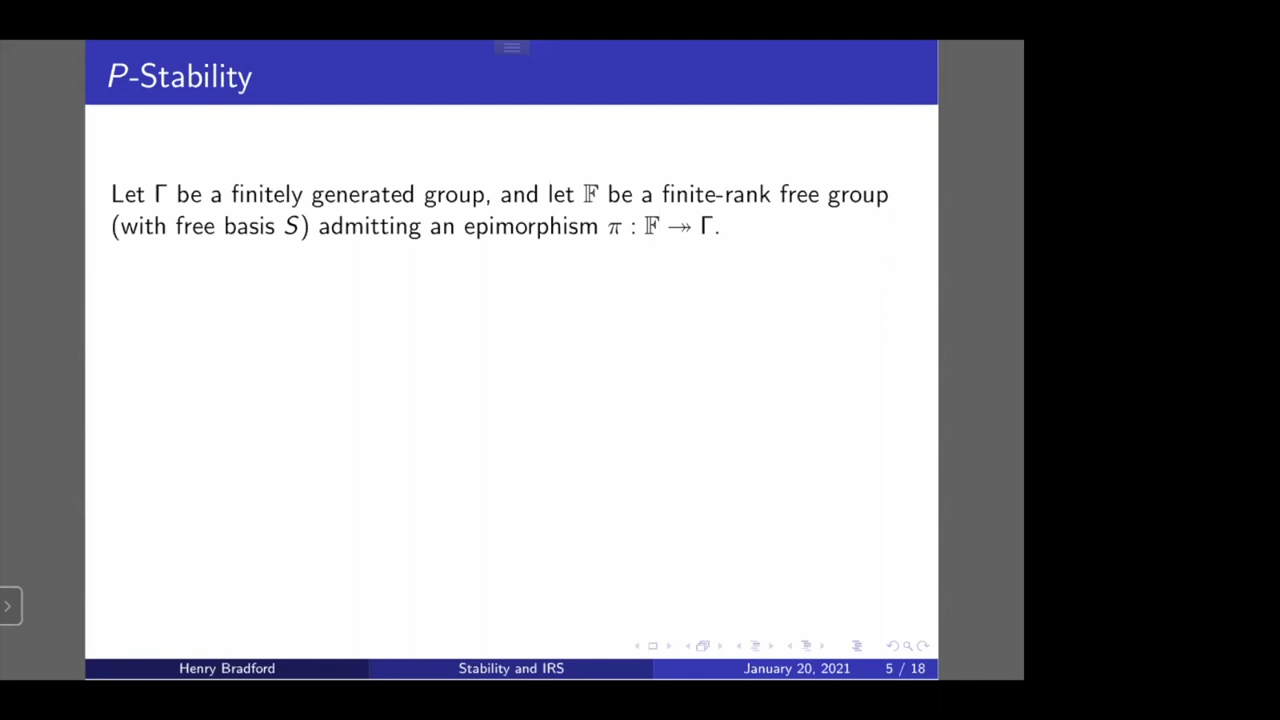 P-Stability
Let Γ be a finitely generated group, and let 𝔽 be a finite-rank free group
(with free basis S) admitting an epimorphism π : 𝔽 ↠ Γ.
Henry Bradford Stability and IRS January 20, 2021 5 / 18